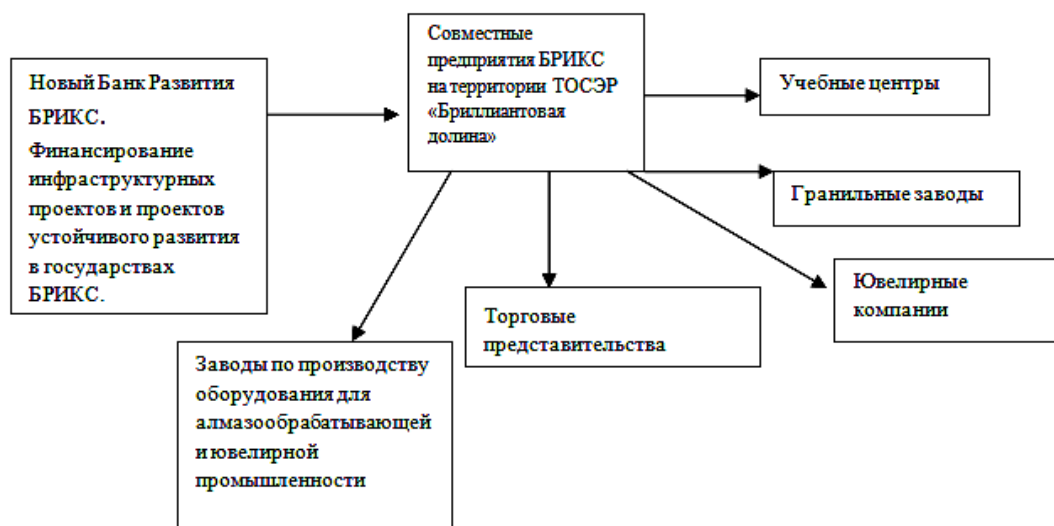 Новый Банк Развития
БРИКС.
Финансирование
инфраструктурных
проектов и проектов
устойчивого развития
в государствах
БРИКС.
Совместные
предприятия БРИКС
на территории ТОСЭР
«Бриллиантовая
долина»
Учебные центры
Гранильные заводы
Ювелирные
компании
Торговые
представительства
Заводы по производству
оборудования для
алмазообрабатывающей
и ювелирной
промышленности